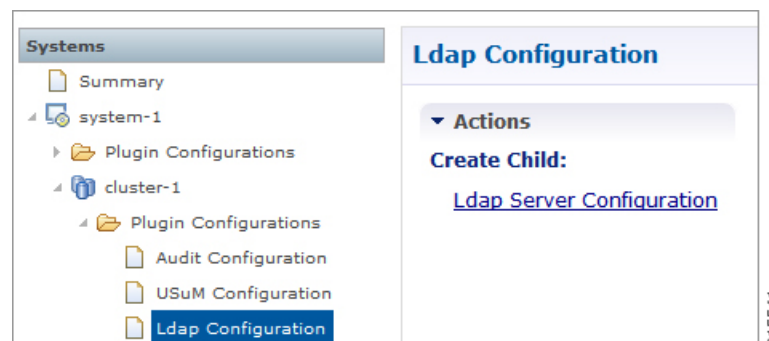 Systems
Summary
system-1
Plugin Configurations
cluster-1
Plugin Configurations
Audit Configuration
USuM Configuration
Ldap Configuration
Ldap Configuration
Actions
Create Child:
Ldap Server Configuration